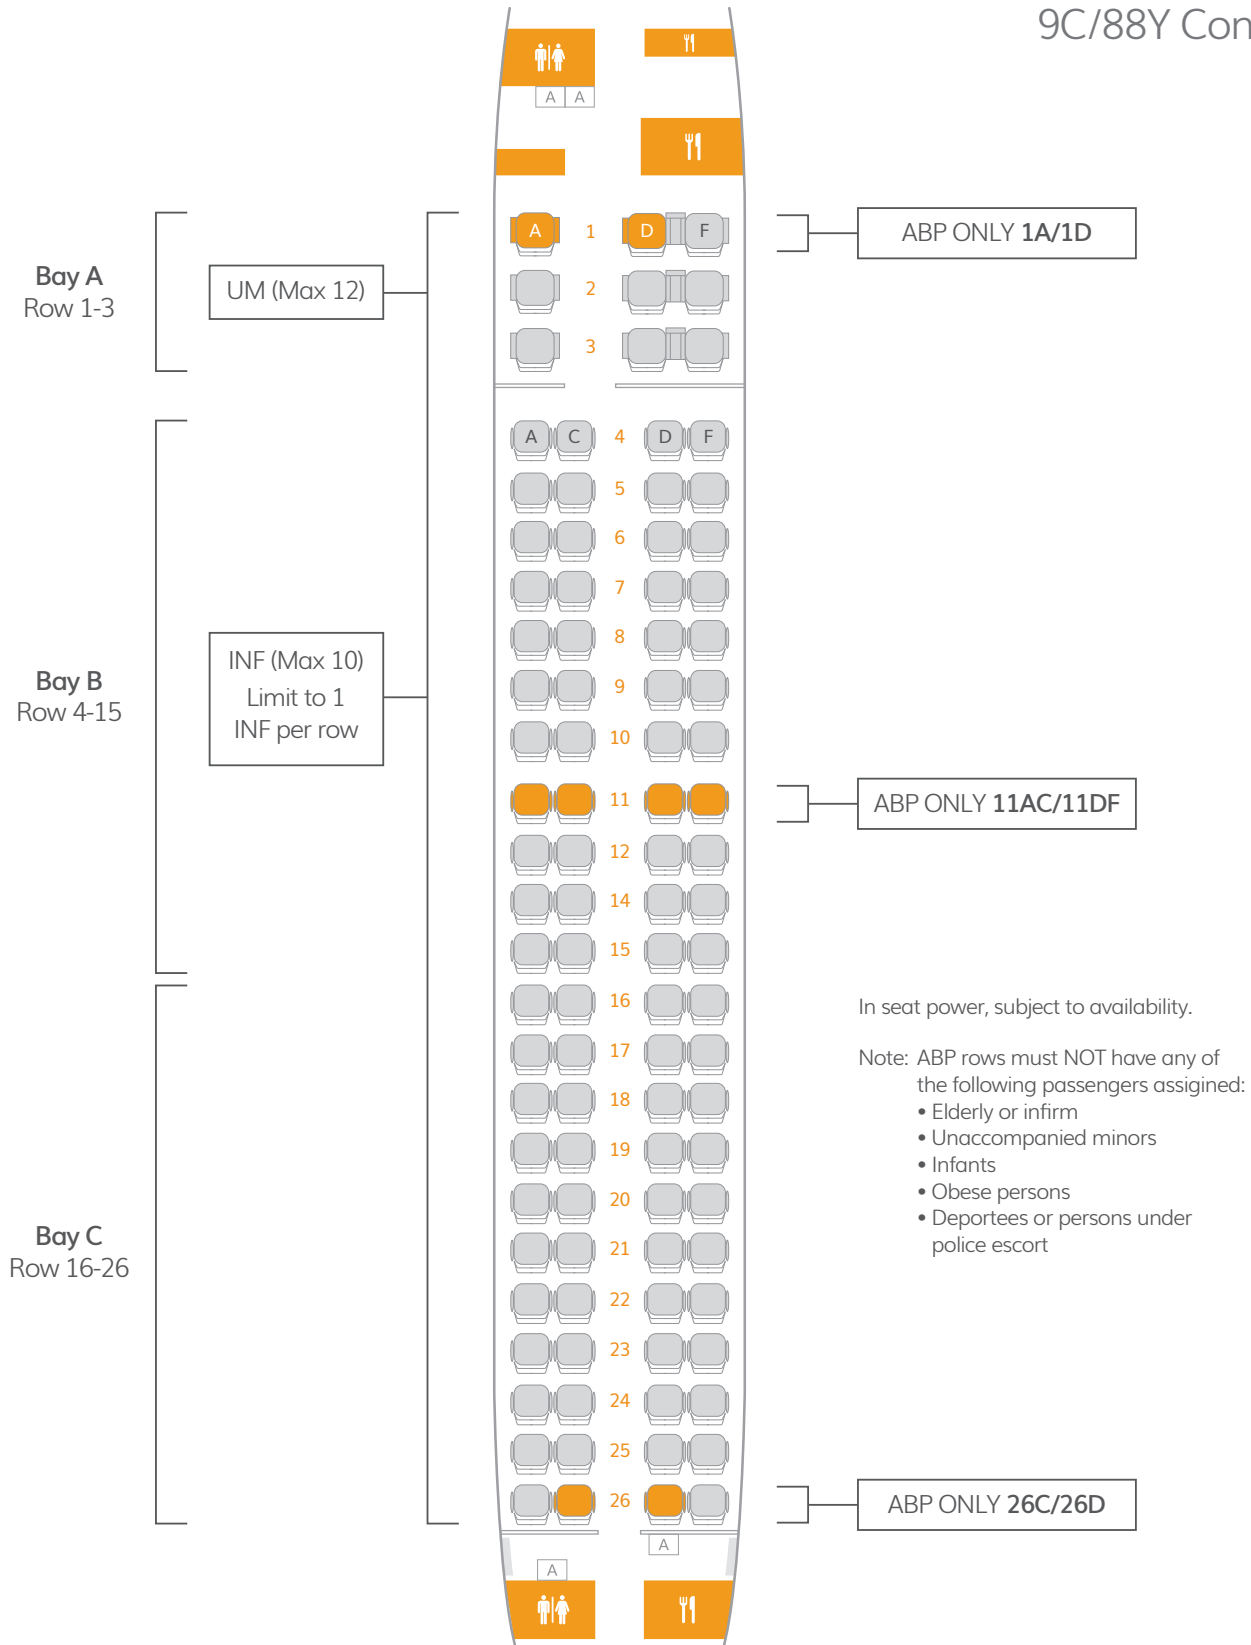 9C/88Y Con
A A
Bay A
Row 1-3
UM (Max 12)
A 1 D F
ABP ONLY 1A/1D
2
3
A C 4 D F
5
6
7
8
9
10
Bay B
Row 4-15
INF (Max 10)
Limit to 1
INF per row
11
ABP ONLY 11AC/11DF
12
14
15
16
17
18
19
20
21
22
23
24
25
26
Bay C
Row 16-26
In seat power, subject to availability.
Note: ABP rows must NOT have any of
the following passengers assigined:
• Elderly or infirm
• Unaccompanied minors
• Infants
• Obese persons
• Deportees or persons under
police escort
ABP ONLY 26C/26D
A
A